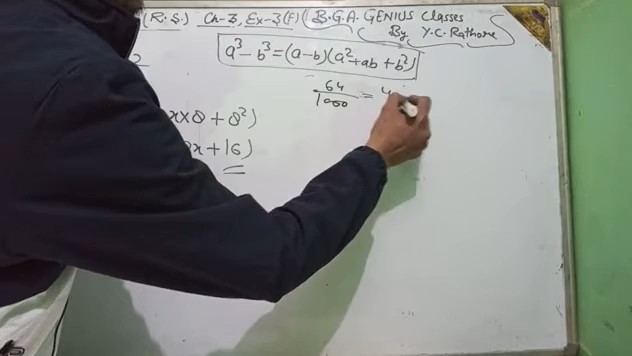 (R.S.) Ch-3, Ex-3(F) (B.G.A. GENIUS Classes
By Y.C. Rathore
a³-b³=(a-b)(a²+ab+b²)
2
64/1000 = 4
x×8+8²)
x+16)